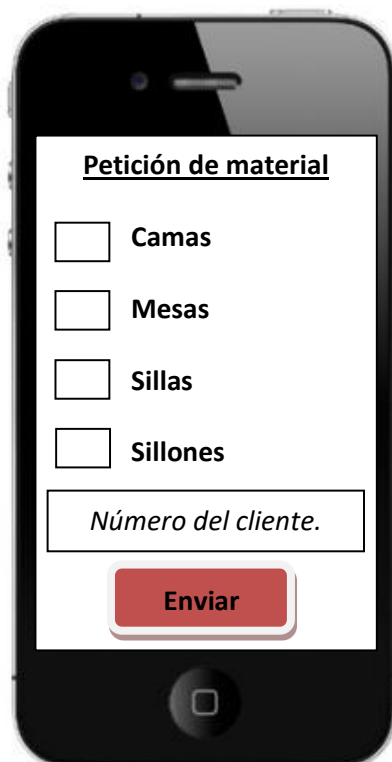 Petición de material
Camas
Mesas
Sillas
Sillones
Número del cliente.
Enviar